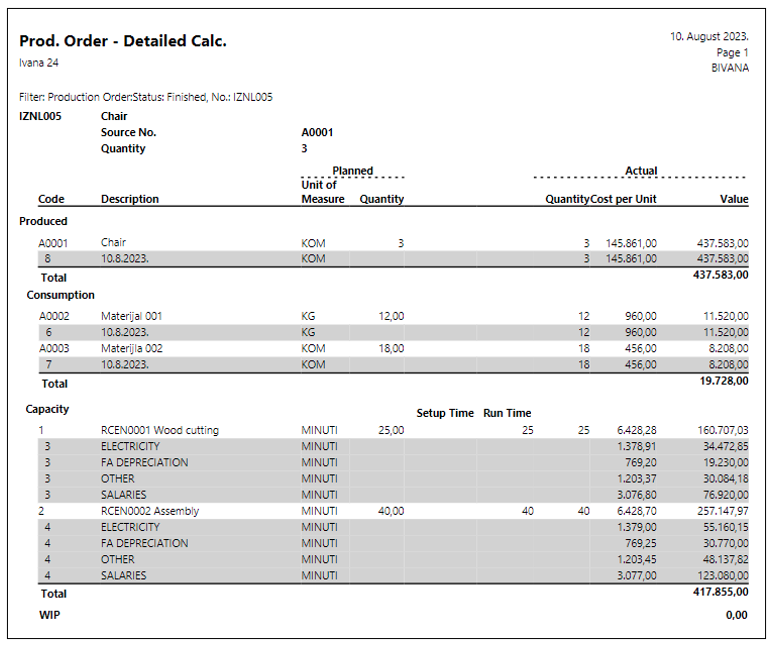 Prod. Order - Detailed Calc.
10. August 2023.
Ivana 24
Page 1
BIVANA
Filter: Production Order:Status: Finished, No.: IZNL005
IZNL005 Chair
Source No. A0001
Quantity 3
Planned Actual
Code Description Unit of Measure Quantity Quantity Cost per Unit Value
Produced
A0001 Chair KOM 3 3 145.861,00 437.583,00
8 10.8.2023. KOM 3 145.861,00 437.583,00
Total 437.583,00
Consumption
A0002 Materijal 001 KG 12,00 12 960,00 11.520,00
6 10.8.2023. KG 12 960,00 11.520,00
A0003 Materijla 002 KOM 18,00 18 456,00 8.208,00
7 10.8.2023. KOM 18 456,00 8.208,00
Total 19.728,00
Capacity Setup Time Run Time
1 RCEN0001 Wood cutting MINUTI 25,00 25 25 6.428,28 160.707,03
3 ELECTRICITY MINUTI 1.378,91 34.472,85
3 FA DEPRECIATION MINUTI 769,20 19.230,00
3 OTHER MINUTI 1.203,37 30.084,18
3 SALARIES MINUTI 3.076,80 76.920,00
2 RCEN0002 Assembly MINUTI 40,00 40 40 6.428,70 257.147,97
4 ELECTRICITY MINUTI 1.379,00 55.160,15
4 FA DEPRECIATION MINUTI 769,25 30.770,00
4 OTHER MINUTI 1.203,45 48.137,82
4 SALARIES MINUTI 3.077,00 123.080,00
Total 417.855,00
WIP 0,00